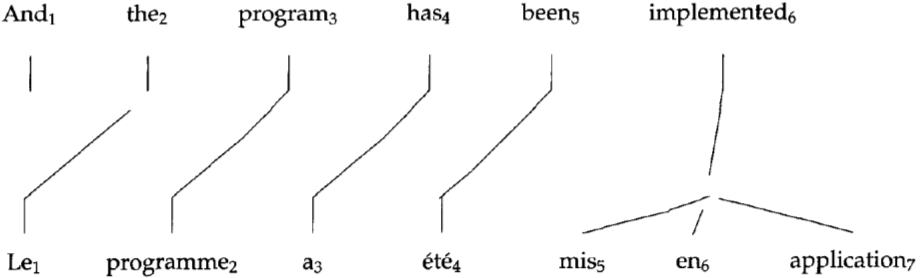 And₁ the₂ program₃ has₄ been₅ implemented₆
Le₁ programme₂ a₃ été₄ mis₅ en₆ application₇